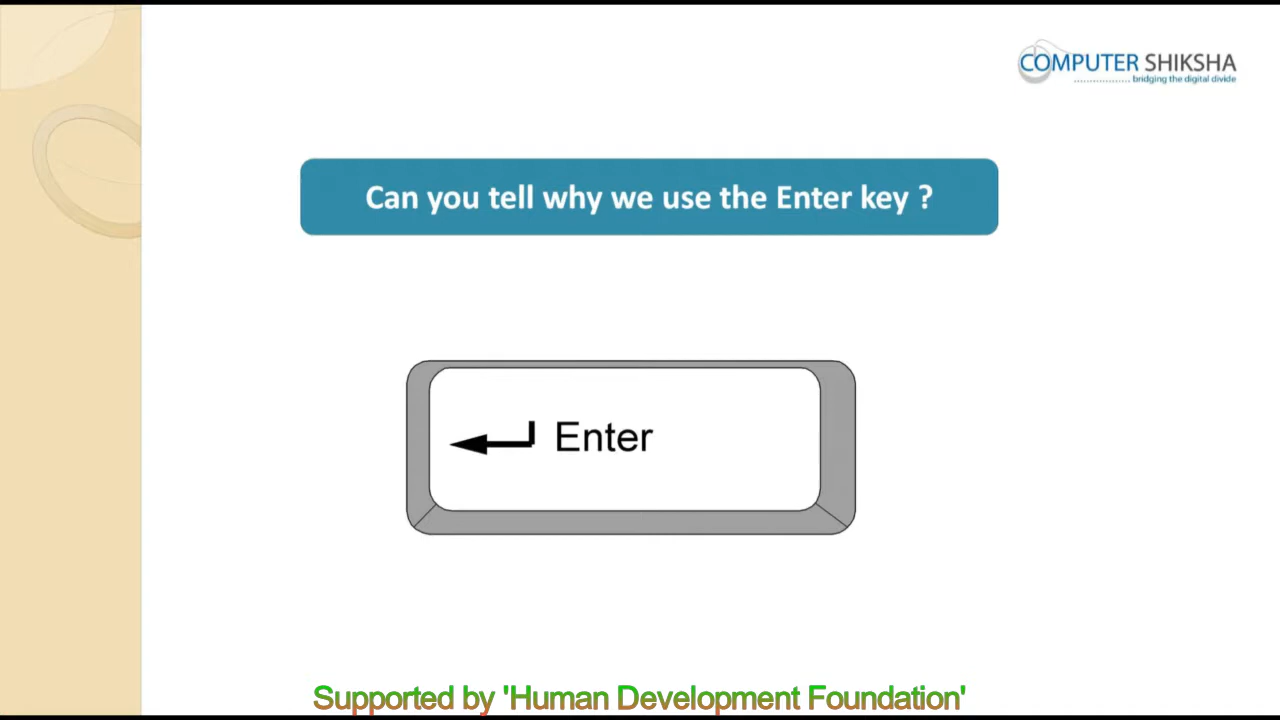 COMPUTER SHIKSHA
bridging the digital divide
Can you tell why we use the Enter key ?
Enter
Supported by 'Human Development Foundation'